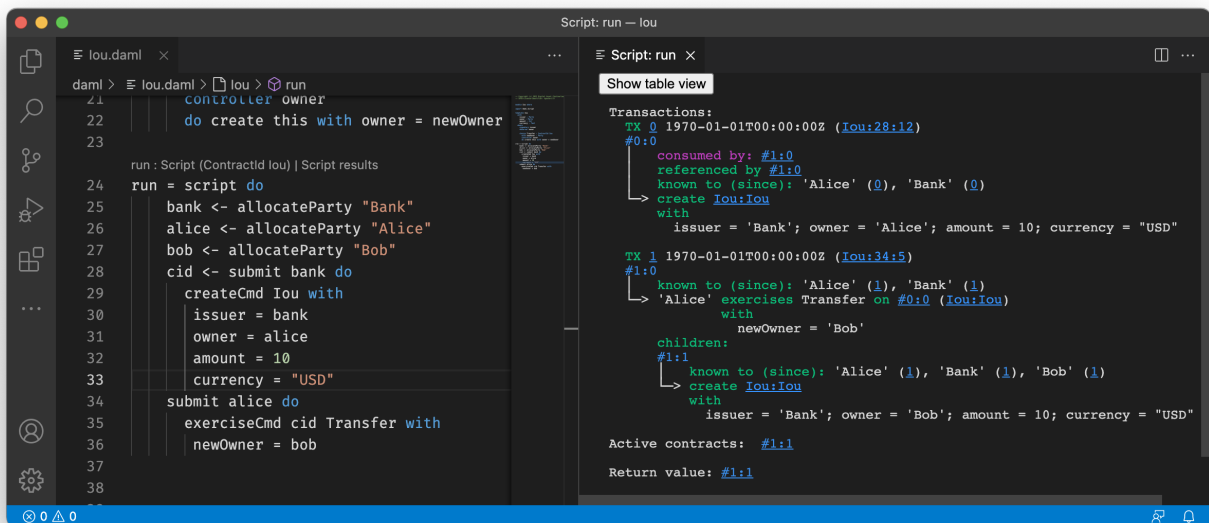 Script: run — Iou
Iou.daml
daml > Iou.daml > Iou > run
21 controller owner
22 do create this with owner = newOwner
23
run : Script (ContractId Iou) | Script results
24 run = script do
25 bank <- allocateParty "Bank"
26 alice <- allocateParty "Alice"
27 bob <- allocateParty "Bob"
28 cid <- submit bank do
29 createCmd Iou with
30 issuer = bank
31 owner = alice
32 amount = 10
33 currency = "USD"
34 submit alice do
35 exerciseCmd cid Transfer with
36 newOwner = bob
37
38
Script: run
Show table view
Transactions:
TX 0 1970-01-01T00:00:00Z (Iou:28:12)
#0:0
consumed by: #1:0
referenced by #1:0
known to (since): 'Alice' (0), 'Bank' (0)
create Iou:Iou
with
issuer = 'Bank'; owner = 'Alice'; amount = 10; currency = "USD"
TX 1 1970-01-01T00:00:00Z (Iou:34:5)
#1:0
known to (since): 'Alice' (1), 'Bank' (1)
'Alice' exercises Transfer on #0:0 (Iou:Iou)
with
newOwner = 'Bob'
children:
#1:1
known to (since): 'Alice' (1), 'Bank' (1), 'Bob' (1)
create Iou:Iou
with
issuer = 'Bank'; owner = 'Bob'; amount = 10; currency = "USD"
Active contracts: #1:1
Return value: #1:1
0 0